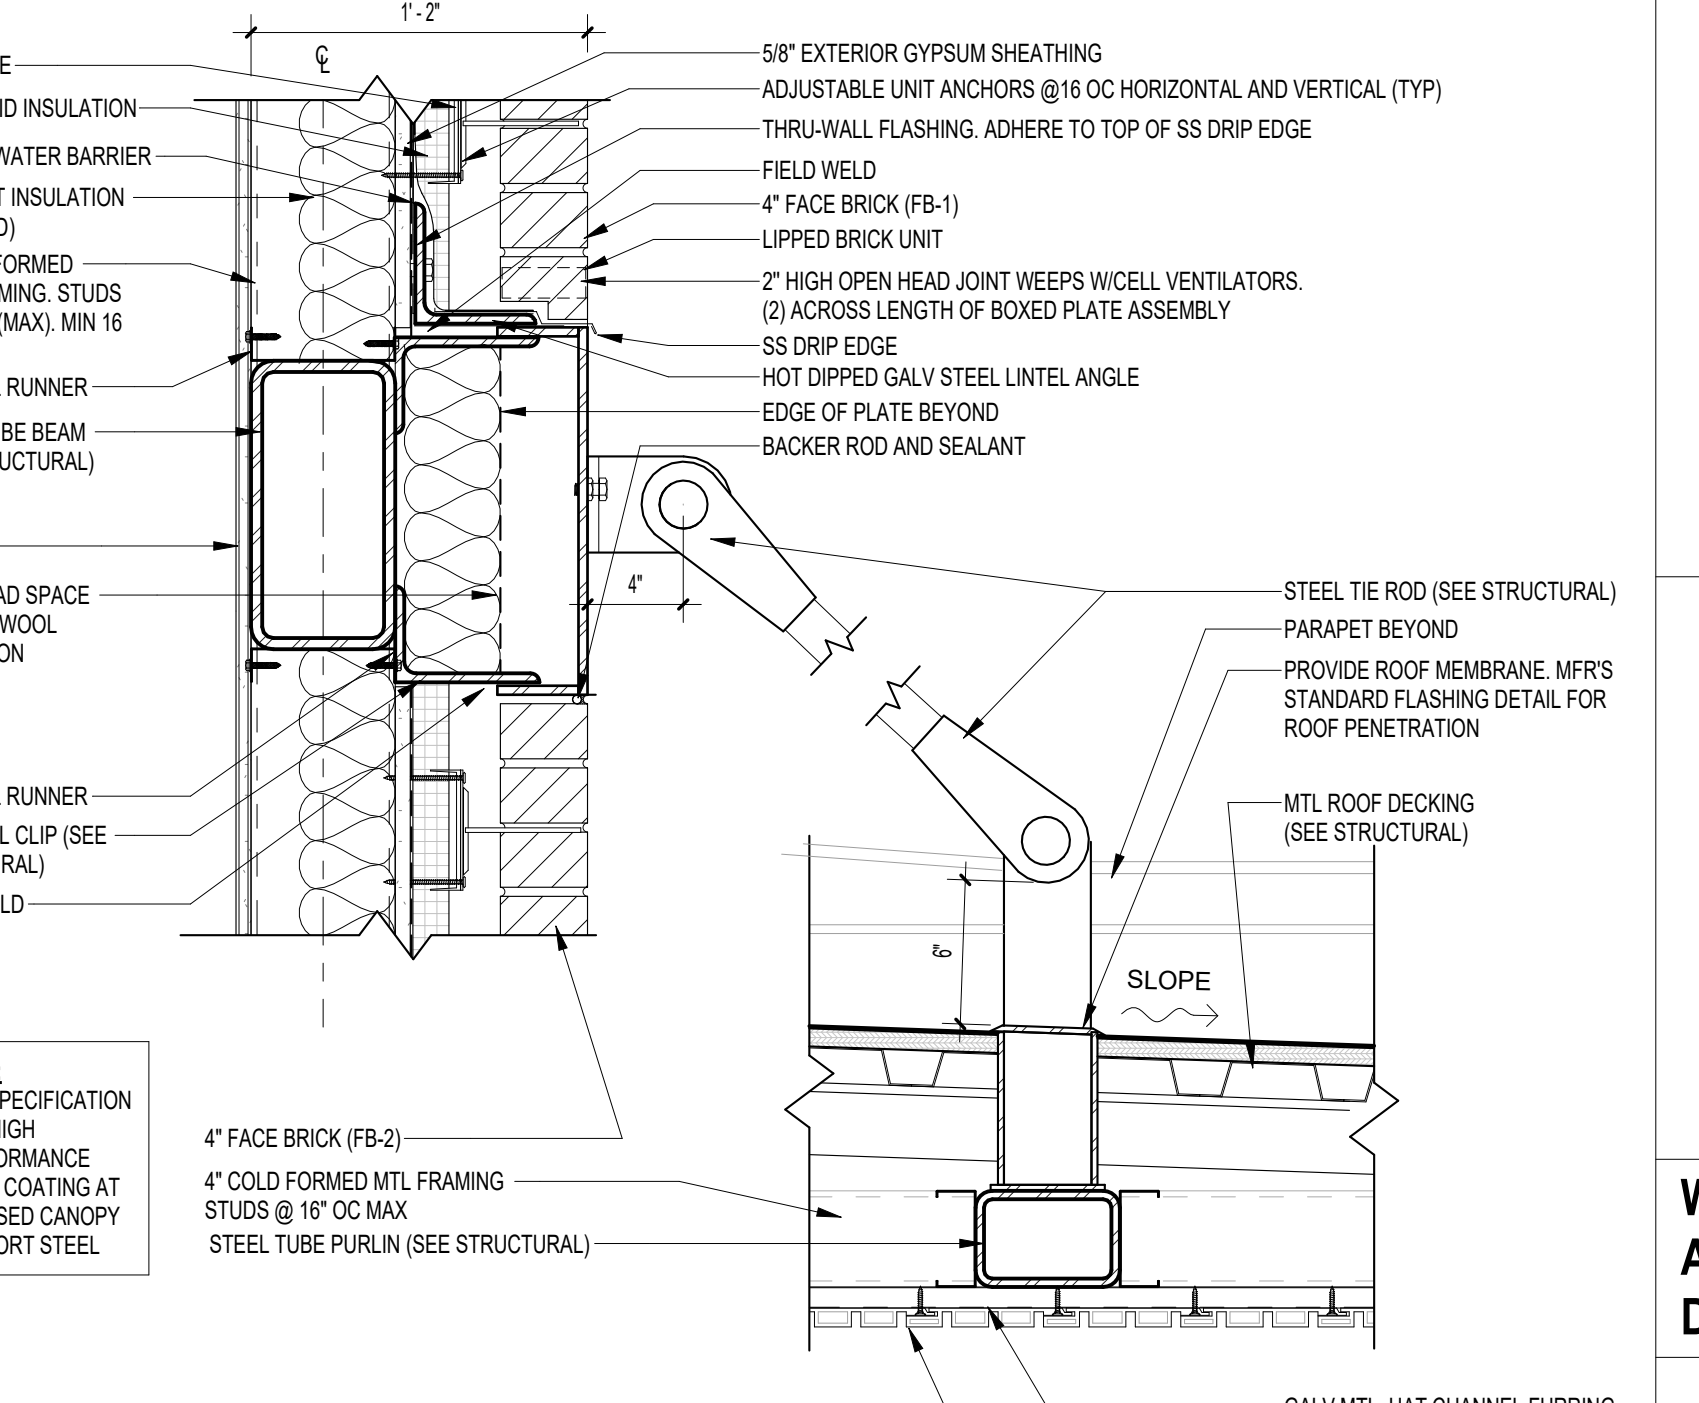 1' - 2"
℄
E
ID INSULATION
WATER BARRIER
T INSULATION
D)
FORMED
MING. STUDS
(MAX). MIN 16
RUNNER
BE BEAM
UCTURAL)
AD SPACE
WOOL
ON
RUNNER
L CLIP (SEE
RAL)
LD
5/8" EXTERIOR GYPSUM SHEATHING
ADJUSTABLE UNIT ANCHORS @16 OC HORIZONTAL AND VERTICAL (TYP)
THRU-WALL FLASHING. ADHERE TO TOP OF SS DRIP EDGE
FIELD WELD
4" FACE BRICK (FB-1)
LIPPED BRICK UNIT
2" HIGH OPEN HEAD JOINT WEEPS W/CELL VENTILATORS.
(2) ACROSS LENGTH OF BOXED PLATE ASSEMBLY
SS DRIP EDGE
HOT DIPPED GALV STEEL LINTEL ANGLE
EDGE OF PLATE BEYOND
BACKER ROD AND SEALANT
4"
STEEL TIE ROD (SEE STRUCTURAL)
PARAPET BEYOND
PROVIDE ROOF MEMBRANE. MFR'S
STANDARD FLASHING DETAIL FOR
ROOF PENETRATION
MTL ROOF DECKING
(SEE STRUCTURAL)
6"
SLOPE
PECIFICATION
HIGH
ORMANCE
COATING AT
SED CANOPY
ORT STEEL
4" FACE BRICK (FB-2)
4" COLD FORMED MTL FRAMING
STUDS @ 16" OC MAX
STEEL TUBE PURLIN (SEE STRUCTURAL)
GALV MTL HAT CHANNEL FURRING
W
A
D